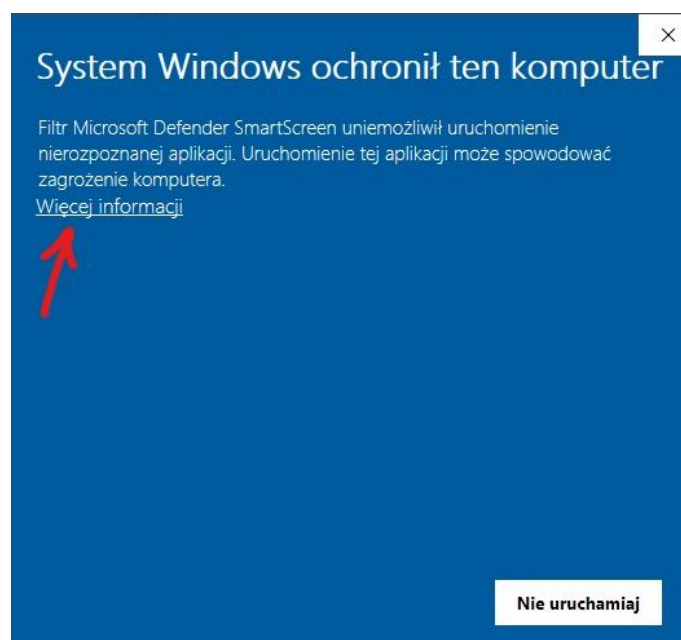 System Windows ochronił ten komputer
Filtr Microsoft Defender SmartScreen uniemożliwił uruchomienie
nierozpoznanej aplikacji. Uruchomienie tej aplikacji może spowodować
zagrożenie komputera.
Więcej informacji
Nie uruchamiaj